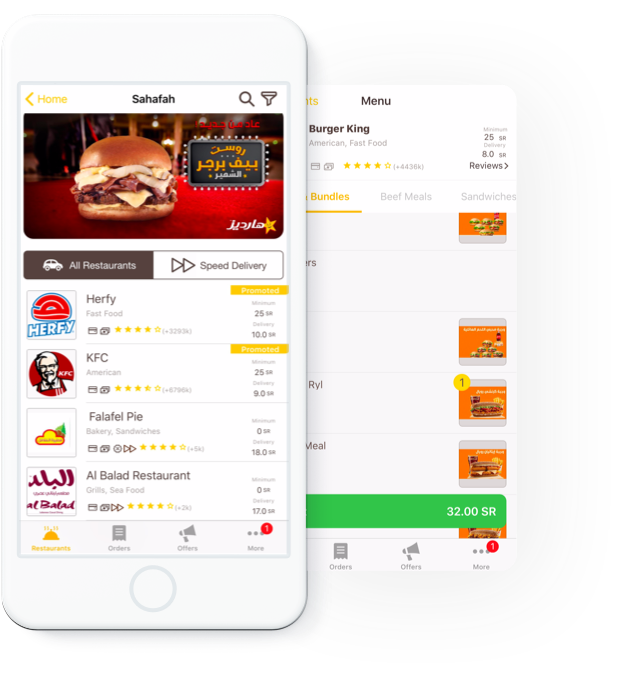 Home
Sahafah
عاد من جديد!
روست
بيف برجر
الشهير
هارديز
All Restaurants
Speed Delivery
Promoted
Herfy
Fast Food
(+3293k)
Minimum
25 SR
Delivery
10.0 SR
HERFY
Promoted
KFC
American
(+6796k)
Minimum
25 SR
Delivery
9.0 SR
KFC
Falafel Pie
Bakery, Sandwiches
(+5k)
Minimum
0 SR
Delivery
18.0 SR
Al Balad Restaurant
Grills, Sea Food
(+2k)
Minimum
0 SR
Delivery
17.0 SR
البلد
al Balad
Restaurants
Orders
Offers
1
More
nts
Menu
Burger King
American, Fast Food
(+4436k)
Minimum
25 SR
Delivery
8.0 SR
Reviews
Bundles
Beef Meals
Sandwiches
ers
Ryl
1
Meal
32.00 SR
Orders
Offers
1
More